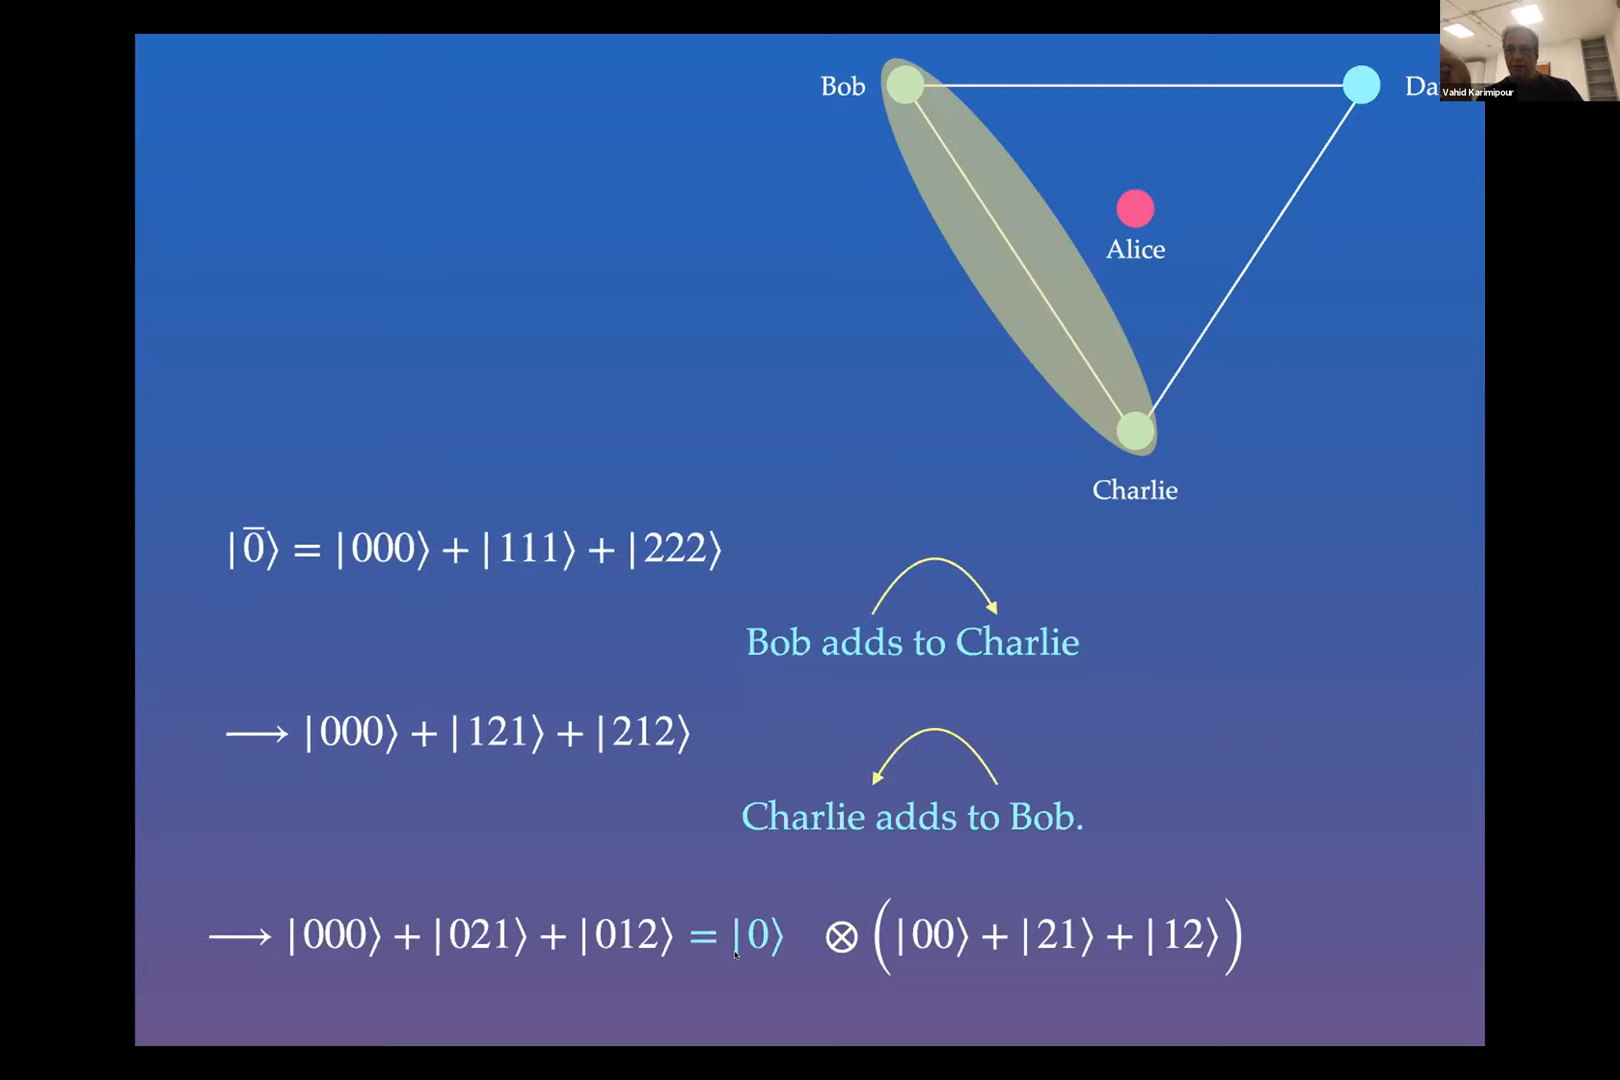 Bob
Vahid Karimipour
Alice
Charlie
|0̅⟩ = |000⟩ + |111⟩ + |222⟩
Bob adds to Charlie
⟶ |000⟩ + |121⟩ + |212⟩
Charlie adds to Bob.
⟶ |000⟩ + |021⟩ + |012⟩ = |0⟩ ⊗ (|00⟩ + |21⟩ + |12⟩)